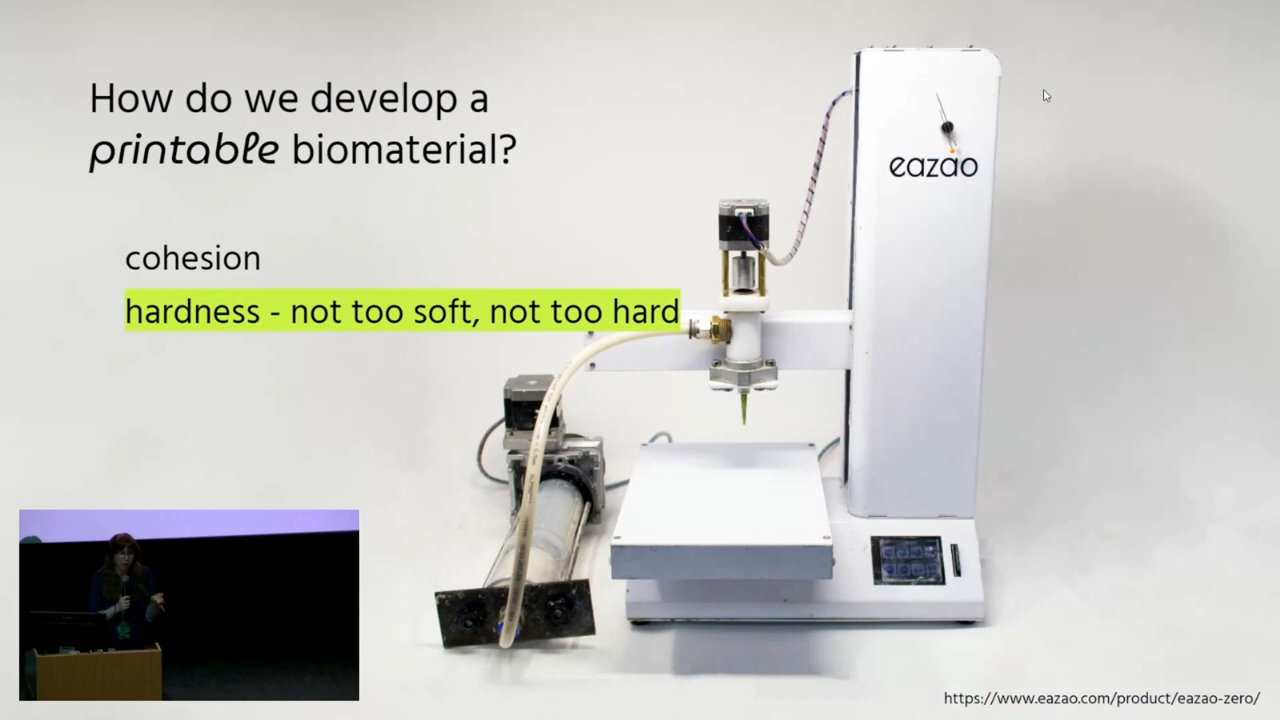 How do we develop a
printable biomaterial?
cohesion
hardness - not too soft, not too hard
eazao
https://www.eazao.com/product/eazao-zero/